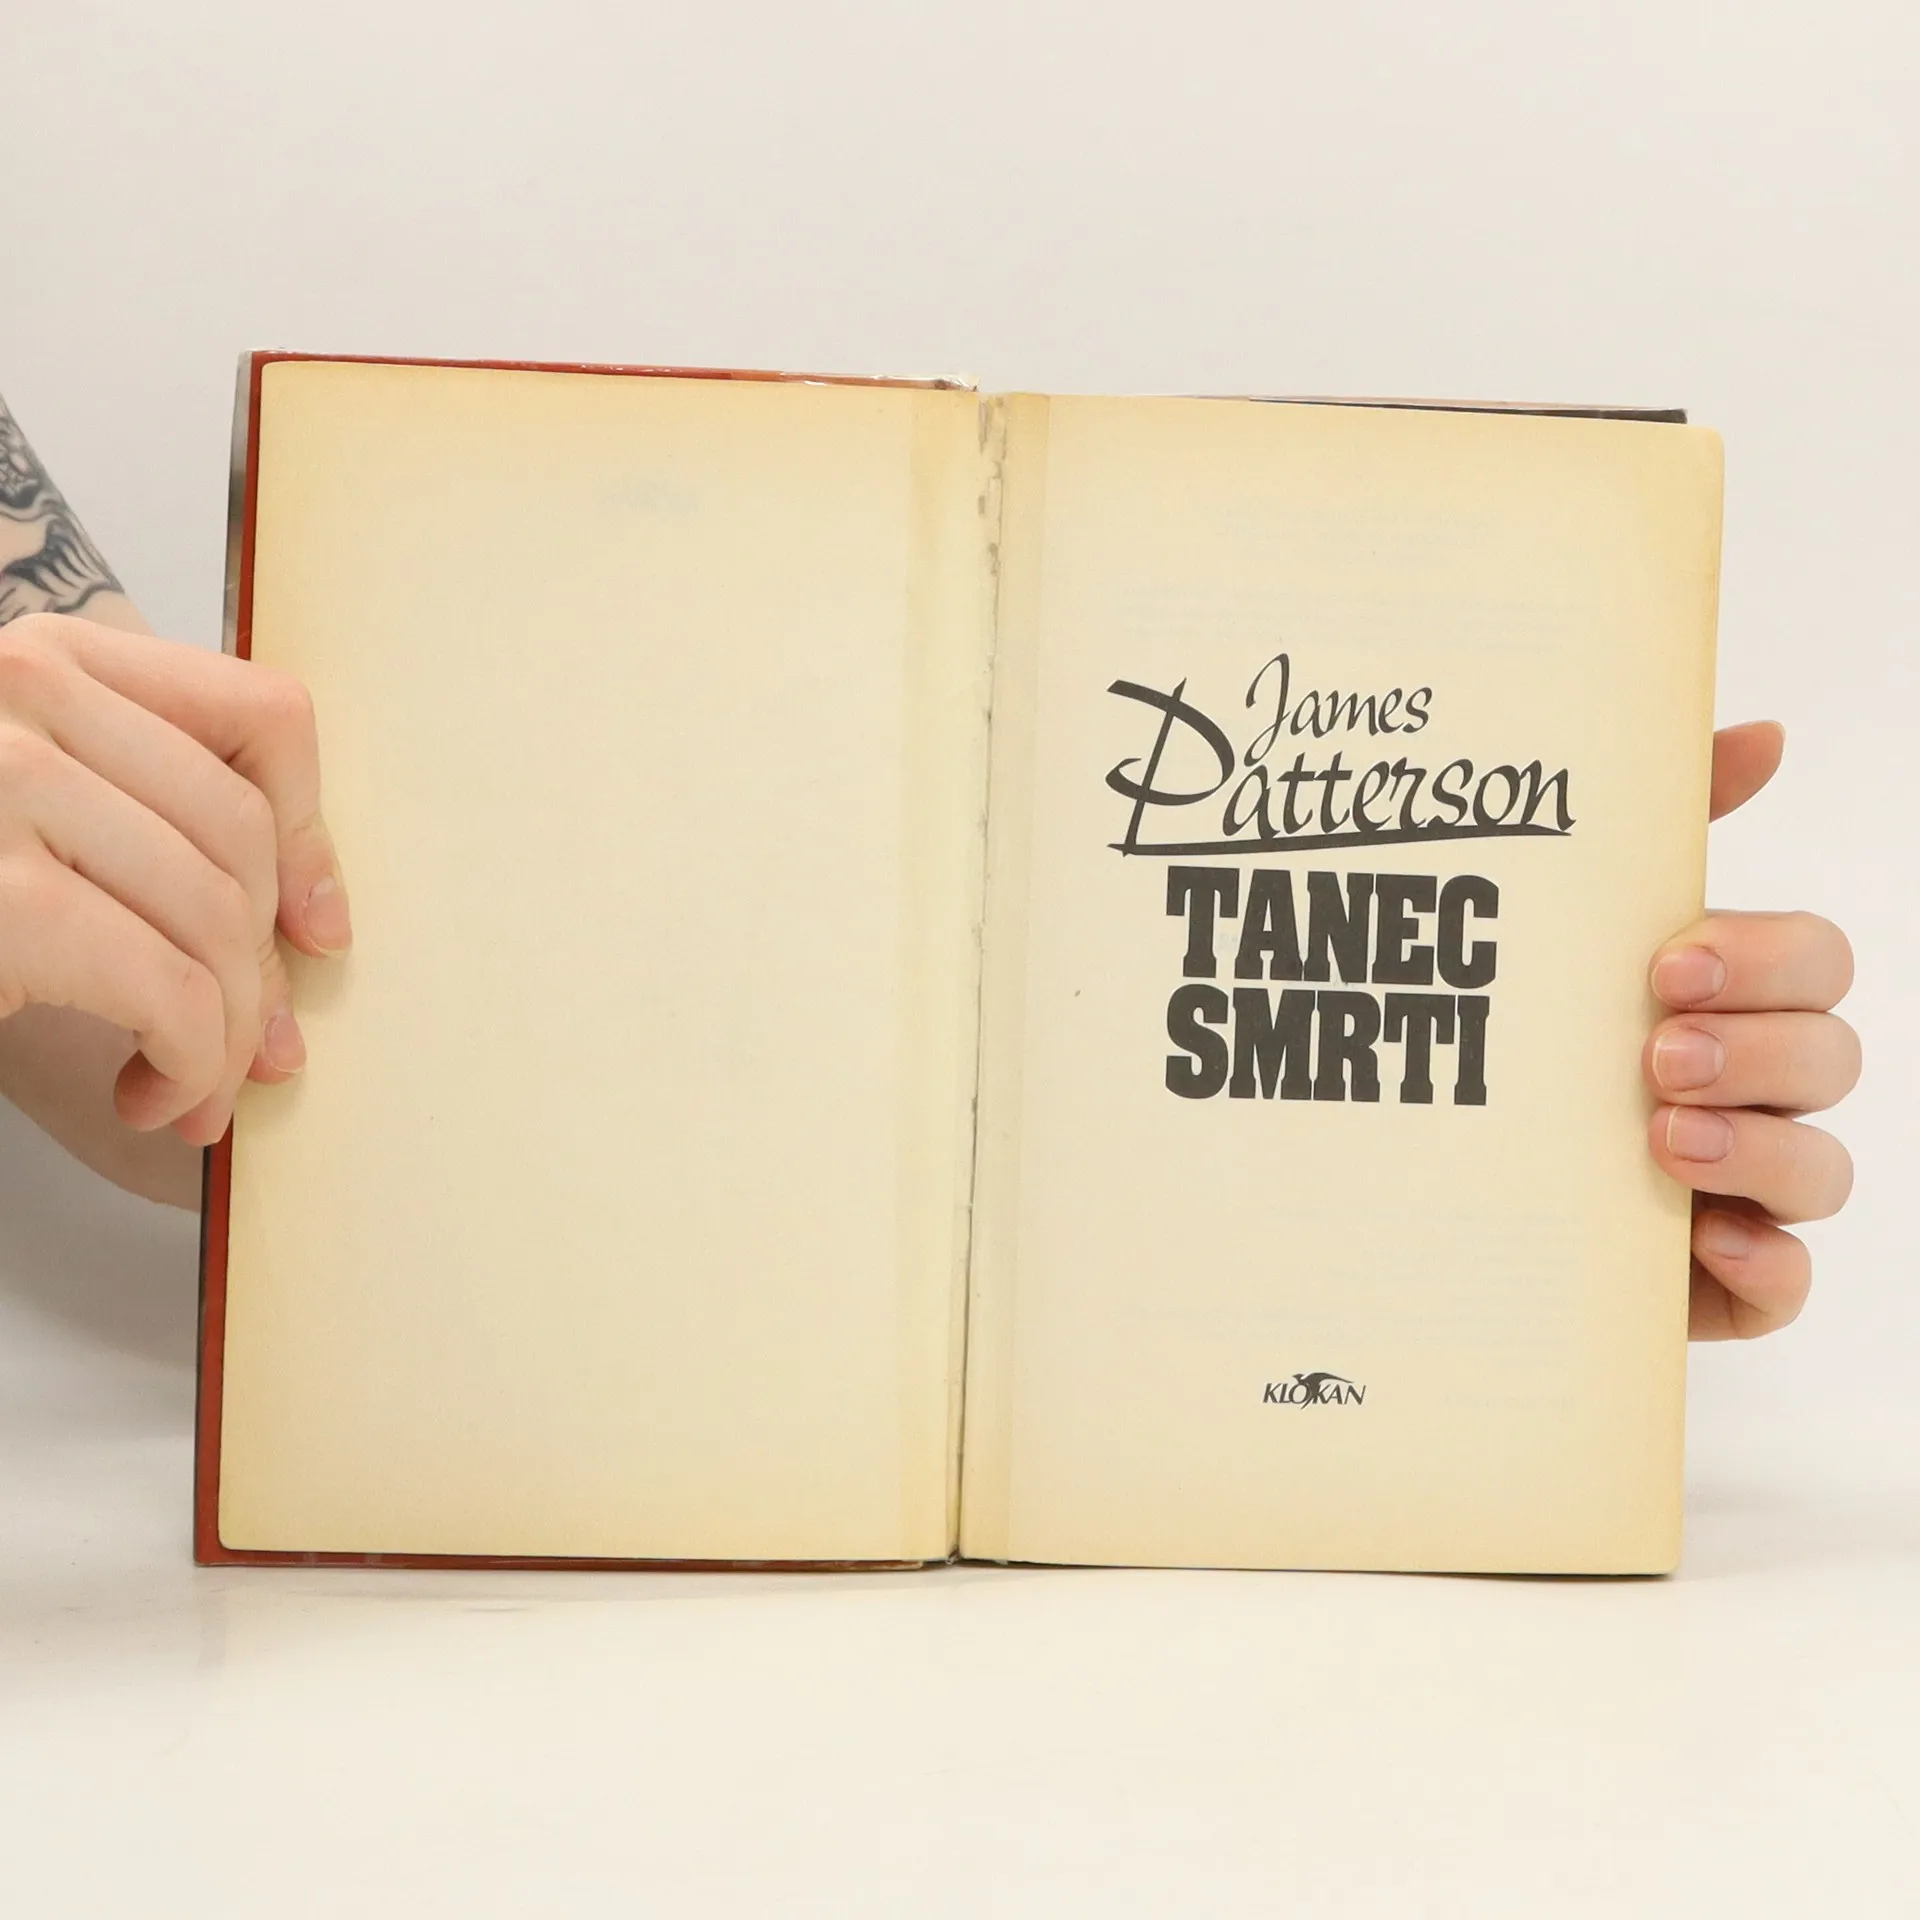 James
Patterson
TANEC
SMRTI
KLOKAN